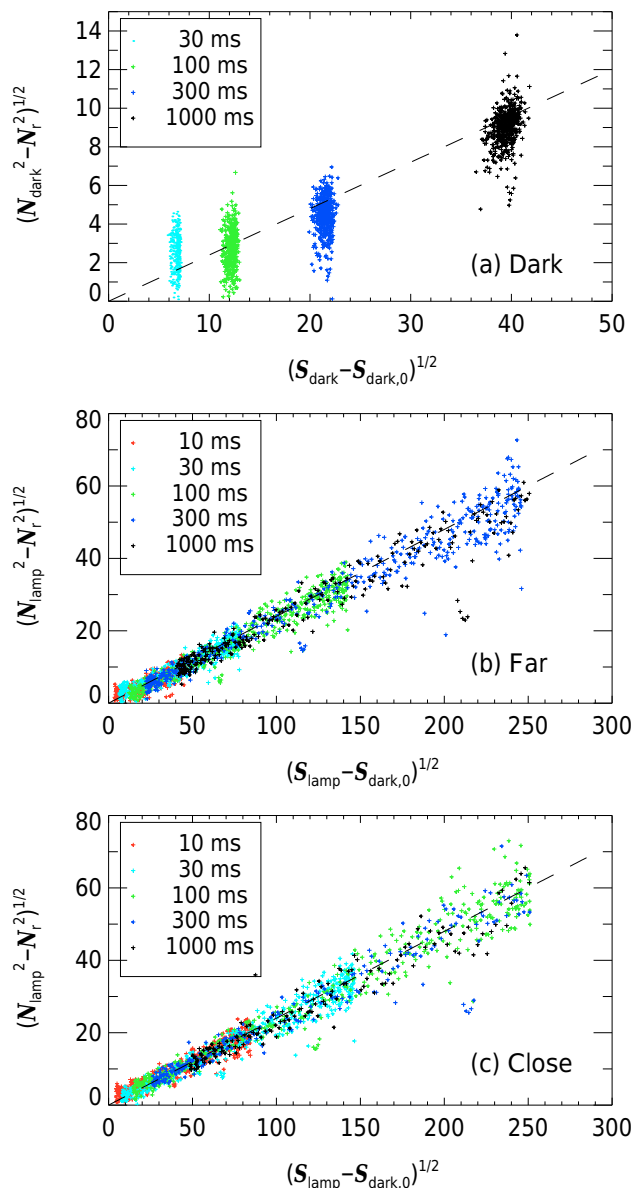 30 ms
100 ms
300 ms
1000 ms
14
12
10
8
6
4
2
0
(N_dark^2–N_r^2)^1/2
(a) Dark
0 10 20 30 40 50
(S_dark–S_dark,0)^1/2
10 ms
30 ms
100 ms
300 ms
1000 ms
80
60
40
20
0
(N_lamp^2–N_r^2)^1/2
(b) Far
0 50 100 150 200 250 300
(S_lamp–S_dark,0)^1/2
10 ms
30 ms
100 ms
300 ms
1000 ms
80
60
40
20
0
(N_lamp^2–N_r^2)^1/2
(c) Close
0 50 100 150 200 250 300
(S_lamp–S_dark,0)^1/2